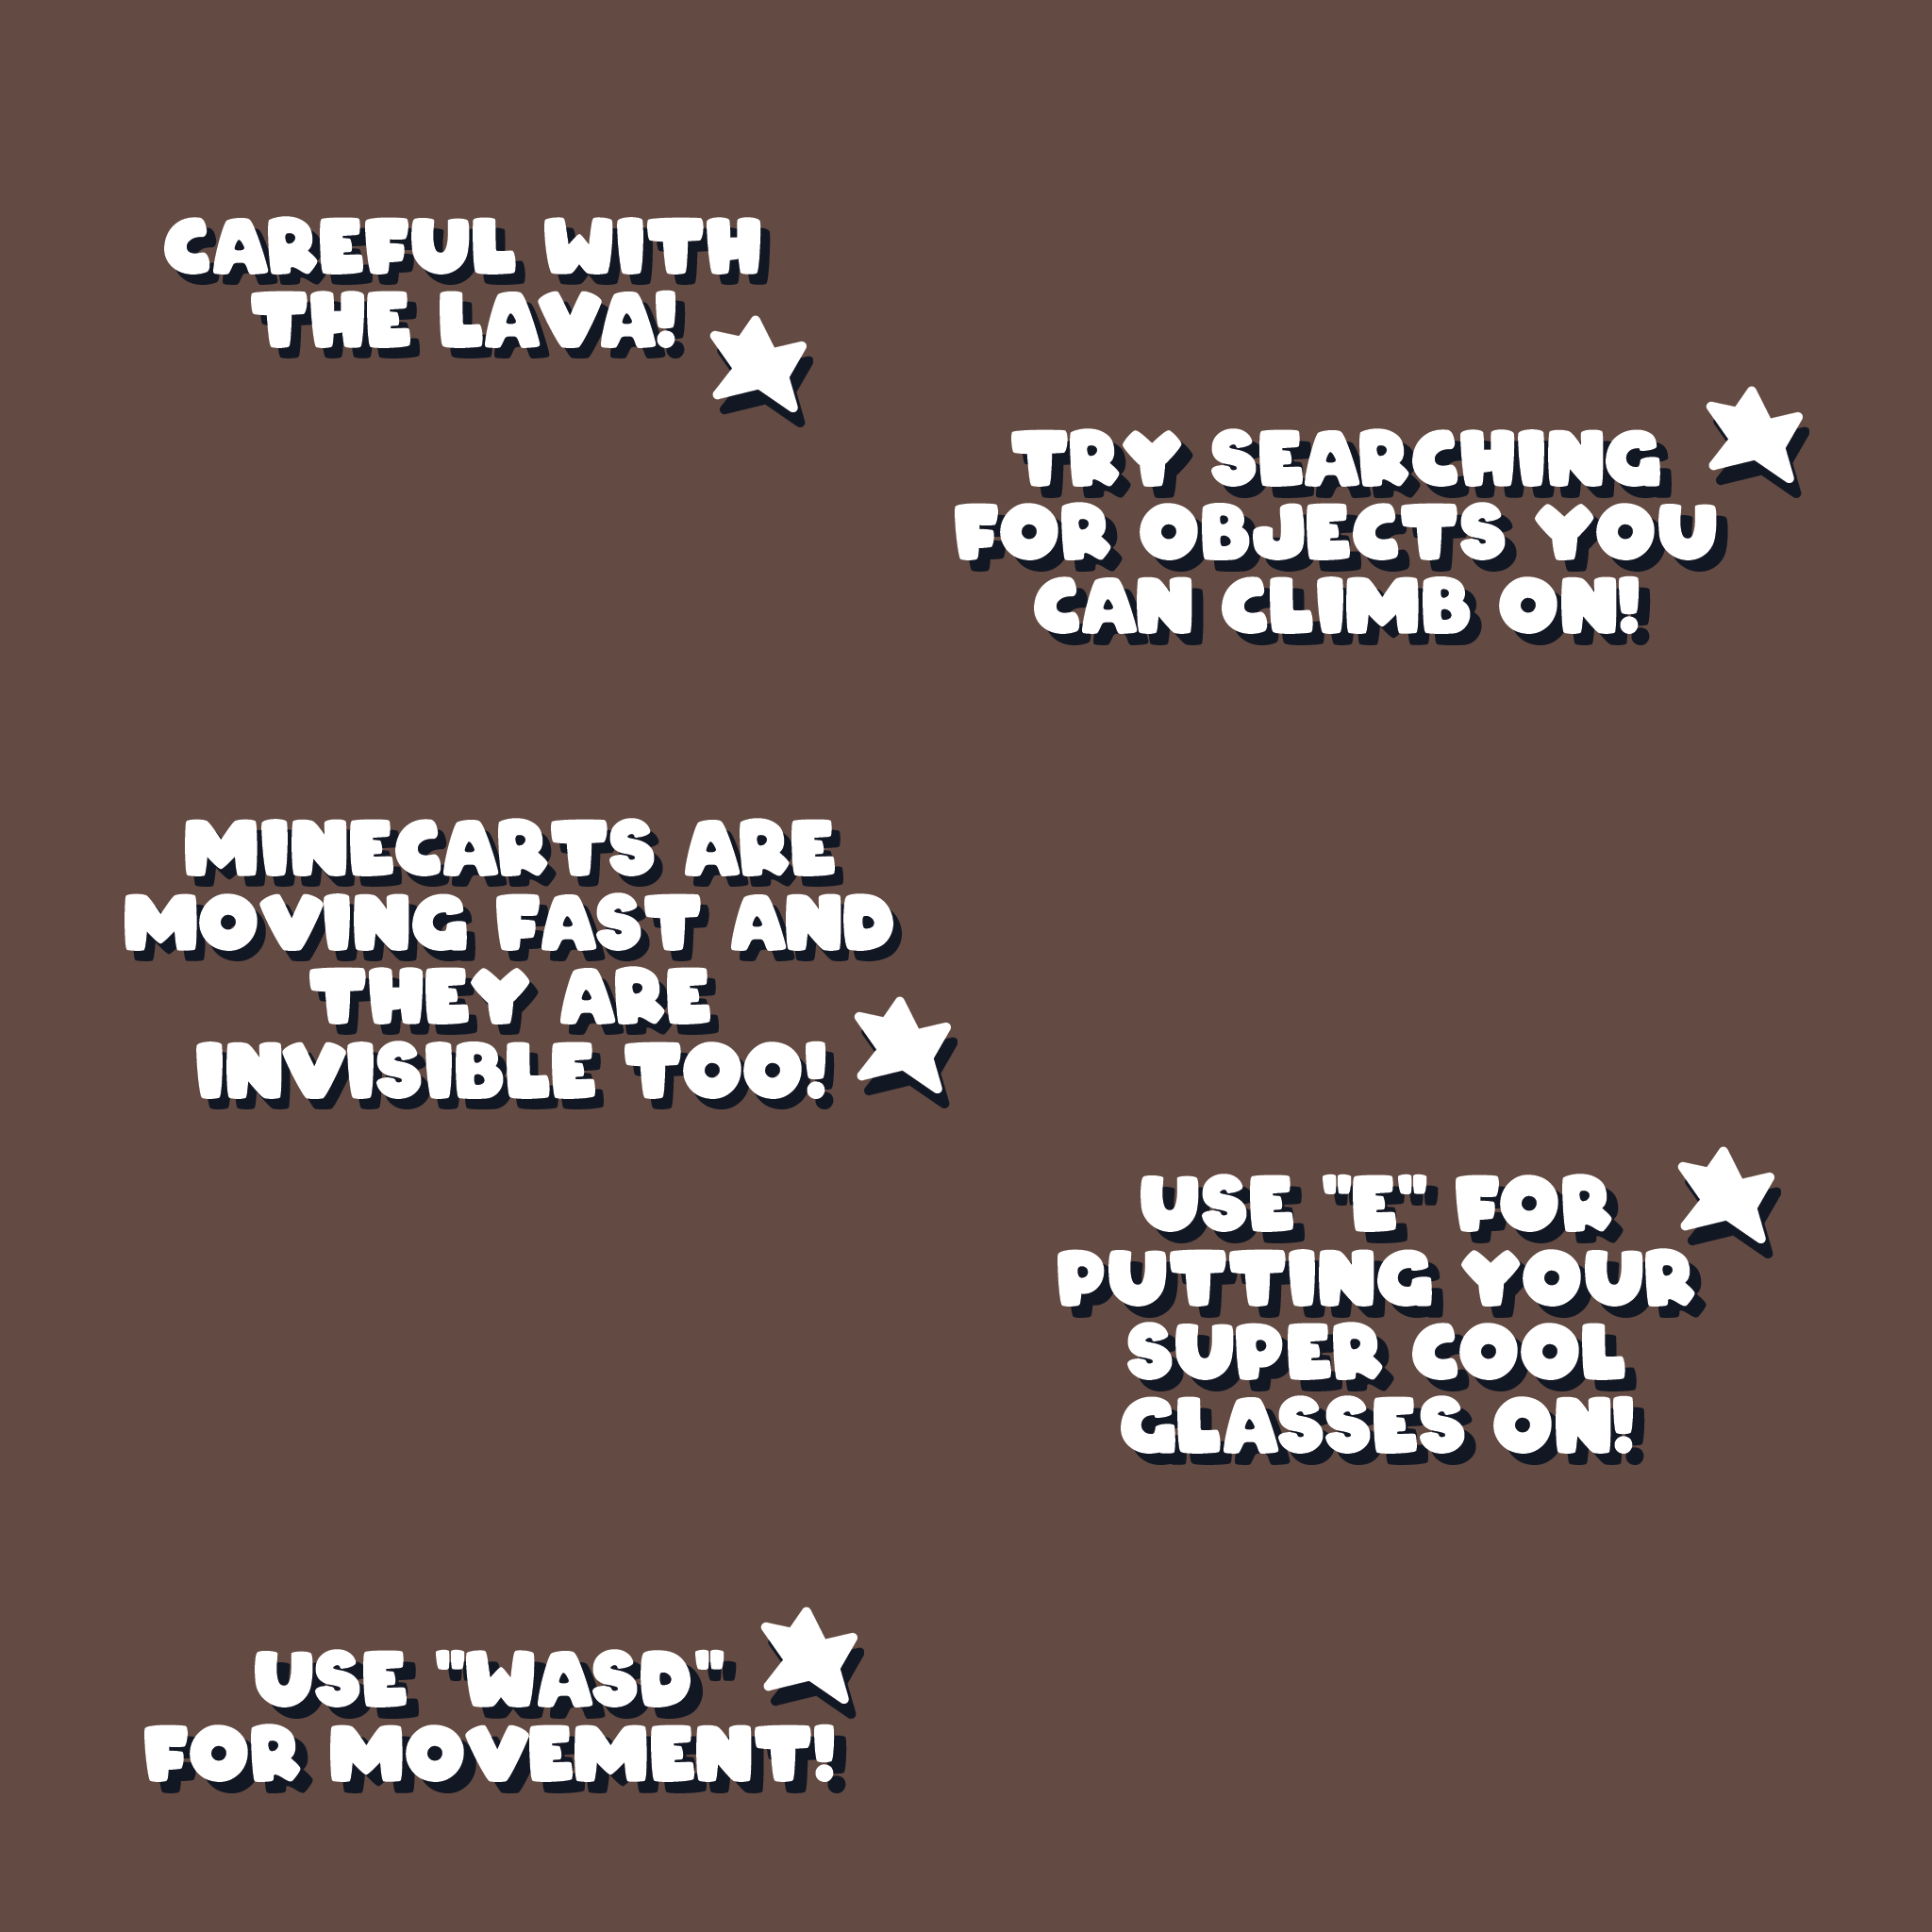 CAREFUL WITH
THE LAVA!
TRY SEARCHING
FOR OBJECTS YOU
CAN CLIMB ON!
MINECARTS ARE
MOVING FAST AND
THEY ARE
INVISIBLE TOO!
USE "E" FOR
PUTTING YOUR
SUPER COOL
GLASSES ON!
USE "WASD"
FOR MOVEMENT!